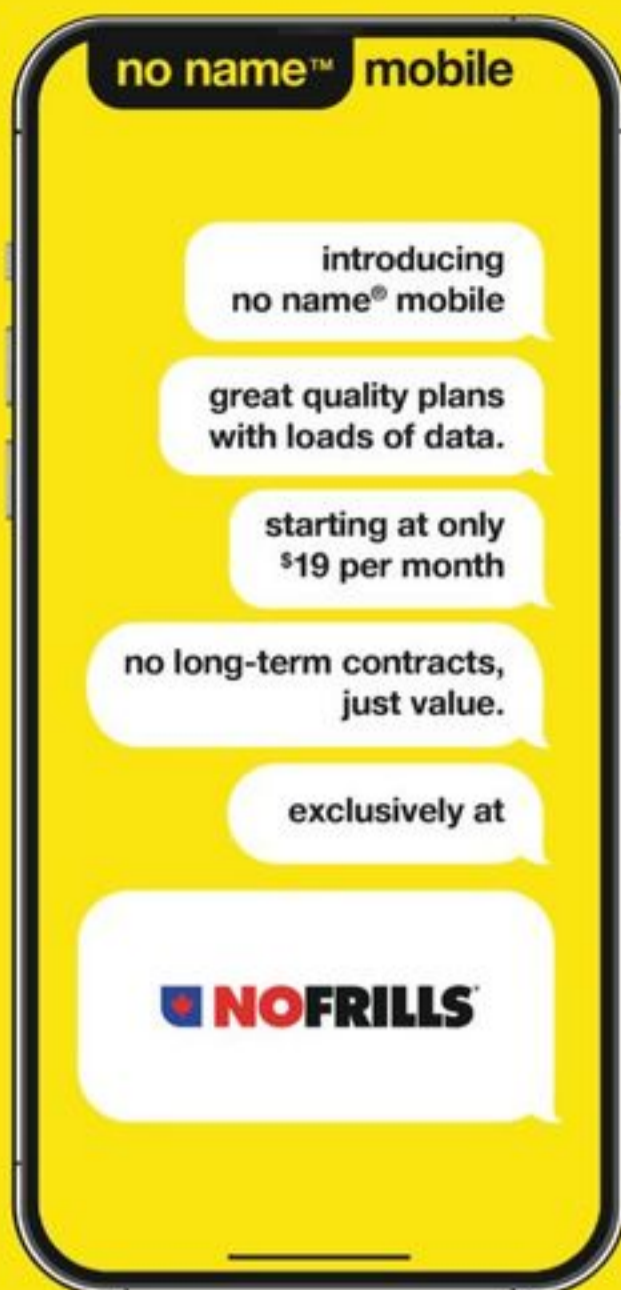 no name™ mobile
introducing
no name® mobile
great quality plans
with loads of data.
starting at only
$19 per month
no long-term contracts,
just value.
exclusively at
NOFRILLS